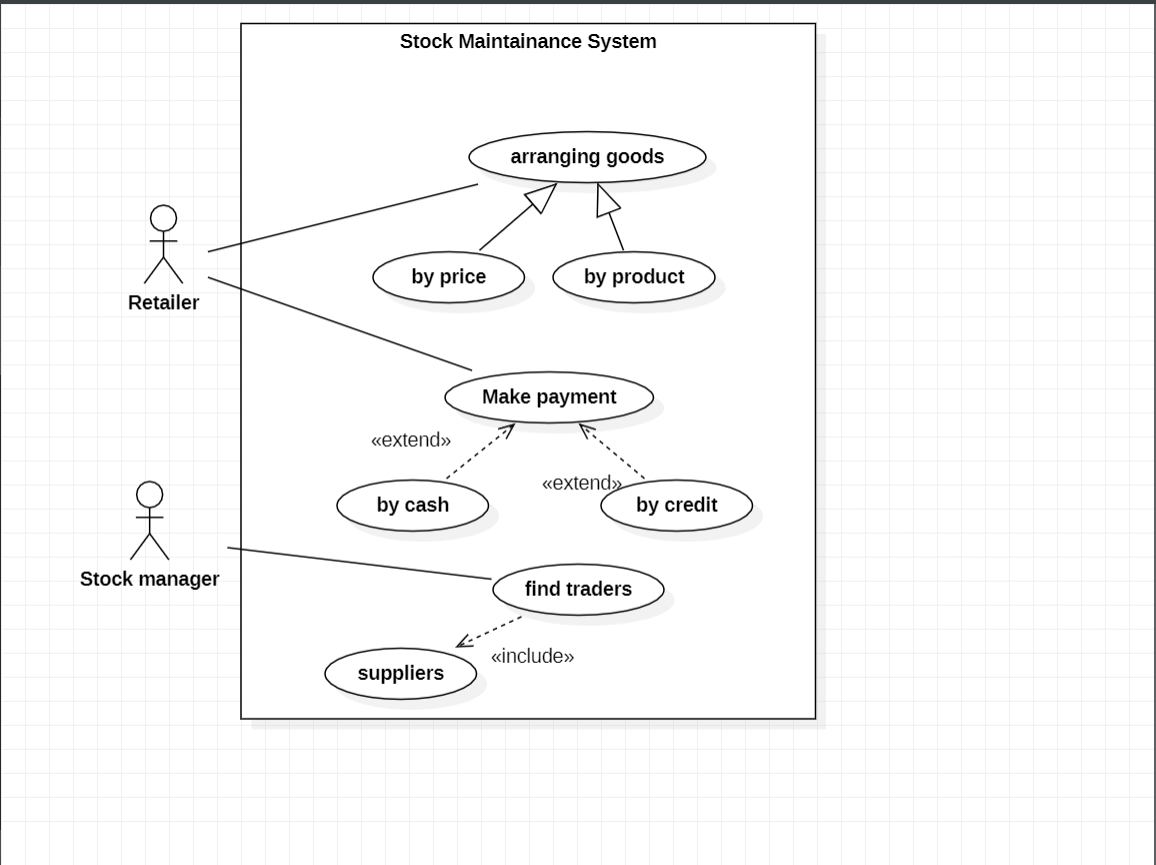 Stock Maintainance System
arranging goods
by price
by product
Retailer
Make payment
«extend»
«extend»
by cash
by credit
Stock manager
find traders
«include»
suppliers